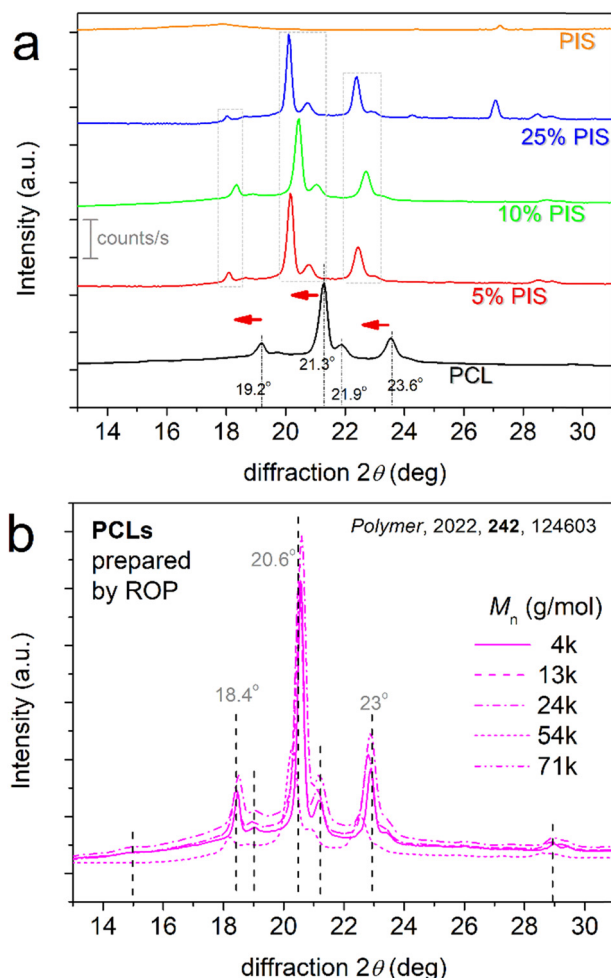 a
PIS
25% PIS
10% PIS
counts/s
5% PIS
PCL
19.2°
21.3°
21.9°
23.6°
Intensity (a.u.)
14 16 18 20 22 24 26 28 30
diffraction 2θ (deg)
b
PCLs
prepared
by ROP
Polymer, 2022, 242, 124603
20.6°
18.4°
23°
Mn (g/mol)
4k
13k
24k
54k
71k
Intensity (a.u.)
14 16 18 20 22 24 26 28 30
diffraction 2θ (deg)